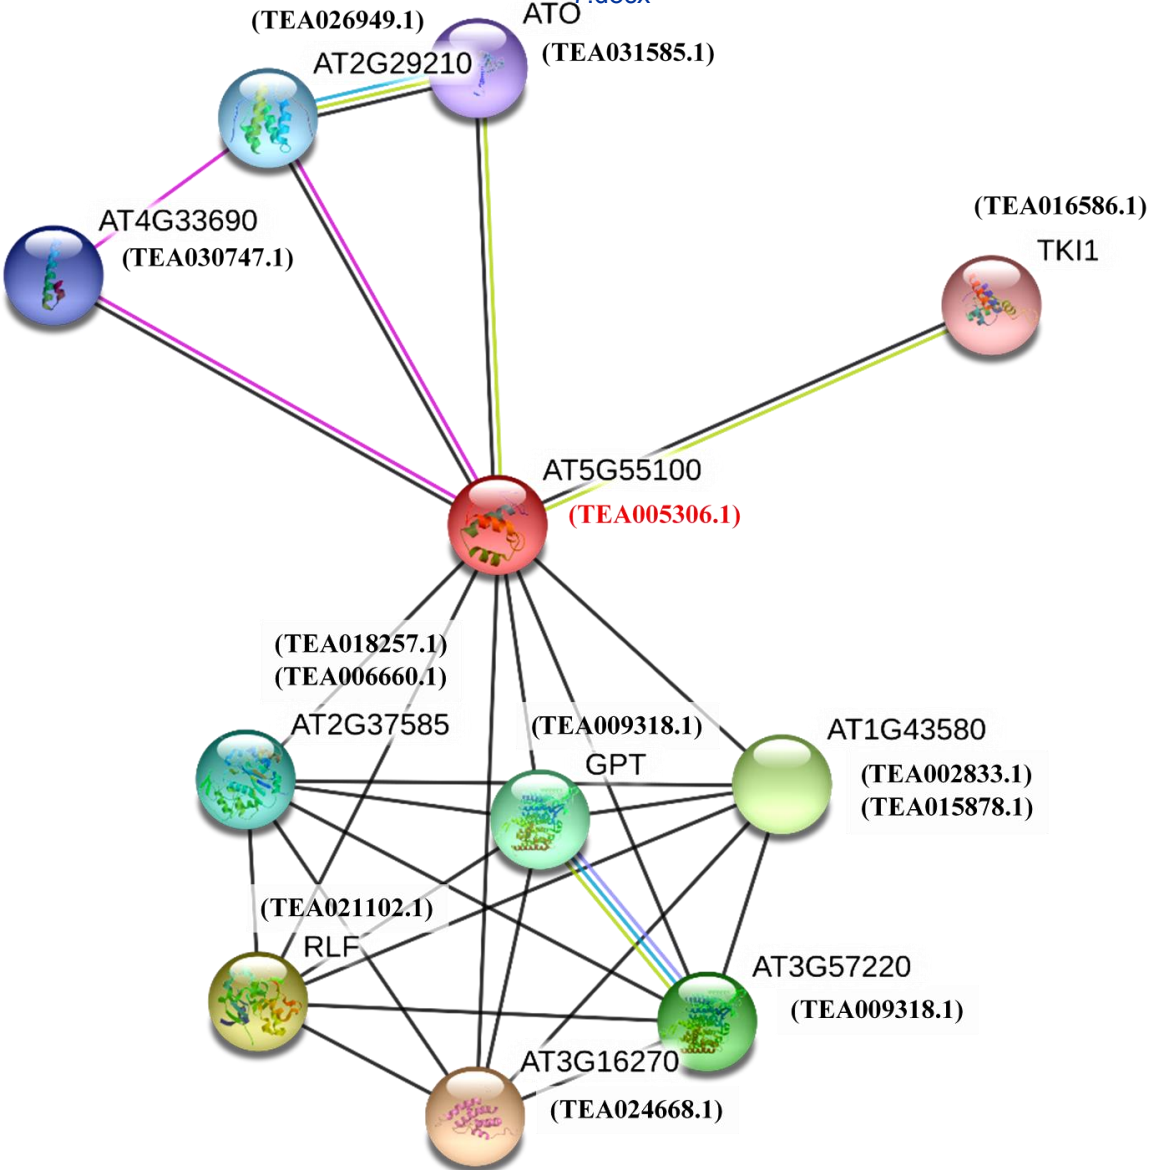 (TEA026949.1)
ATO
(TEA031585.1)
AT2G29210
(TEA016586.1)
TKI1
AT4G33690
(TEA030747.1)
AT5G55100
(TEA005306.1)
(TEA018257.1)
(TEA006660.1)
AT2G37585
(TEA009318.1)
GPT
AT1G43580
(TEA002833.1)
(TEA015878.1)
(TEA021102.1)
RLF
AT3G57220
(TEA009318.1)
AT3G16270
(TEA024668.1)